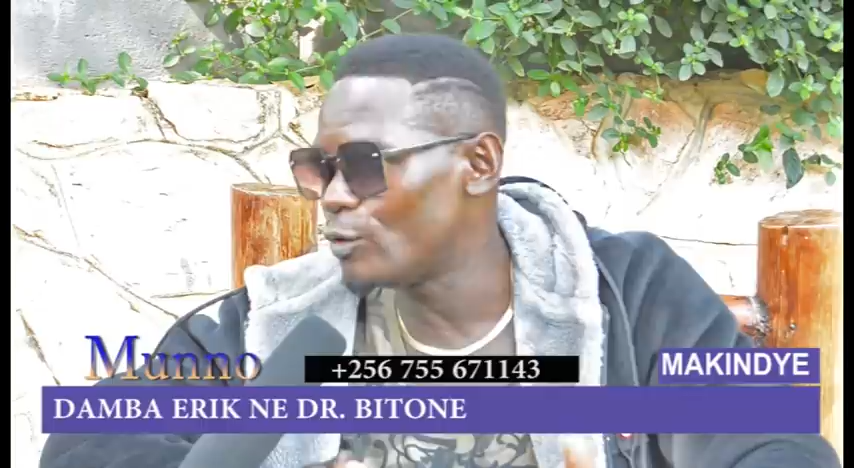 Munno
+256 755 671143
MAKINDYE
DAMBA ERIK NE DR. BITONE